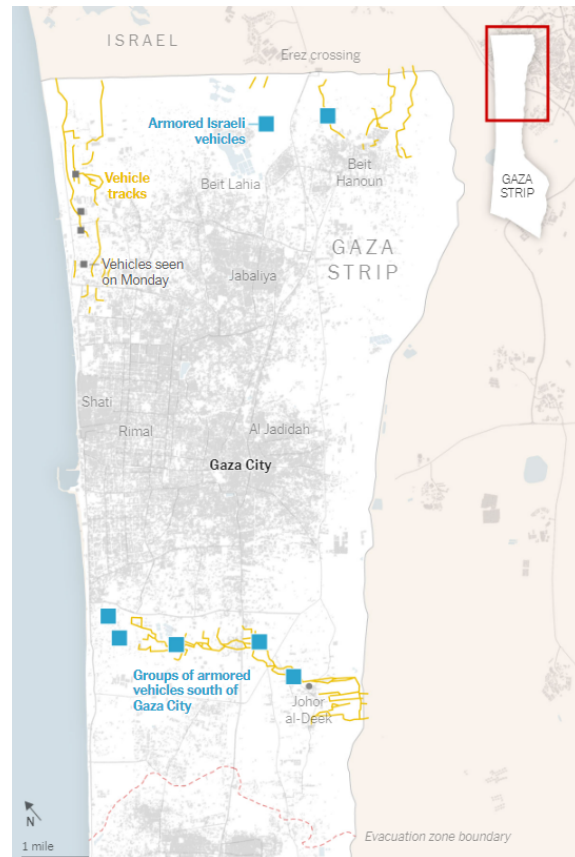 ISRAEL
Erez crossing
Armored Israeli
vehicles
Beit Lahia
Beit
Hanoun
Vehicle
tracks
GAZA
STRIP
GAZA
STRIP
Vehicles seen
on Monday
Jabaliya
Shati
Rimal
Al Jadidah
Gaza City
Groups of armored
vehicles south of
Gaza City
Johor
al-Deek
N
1 mile
Evacuation zone boundary